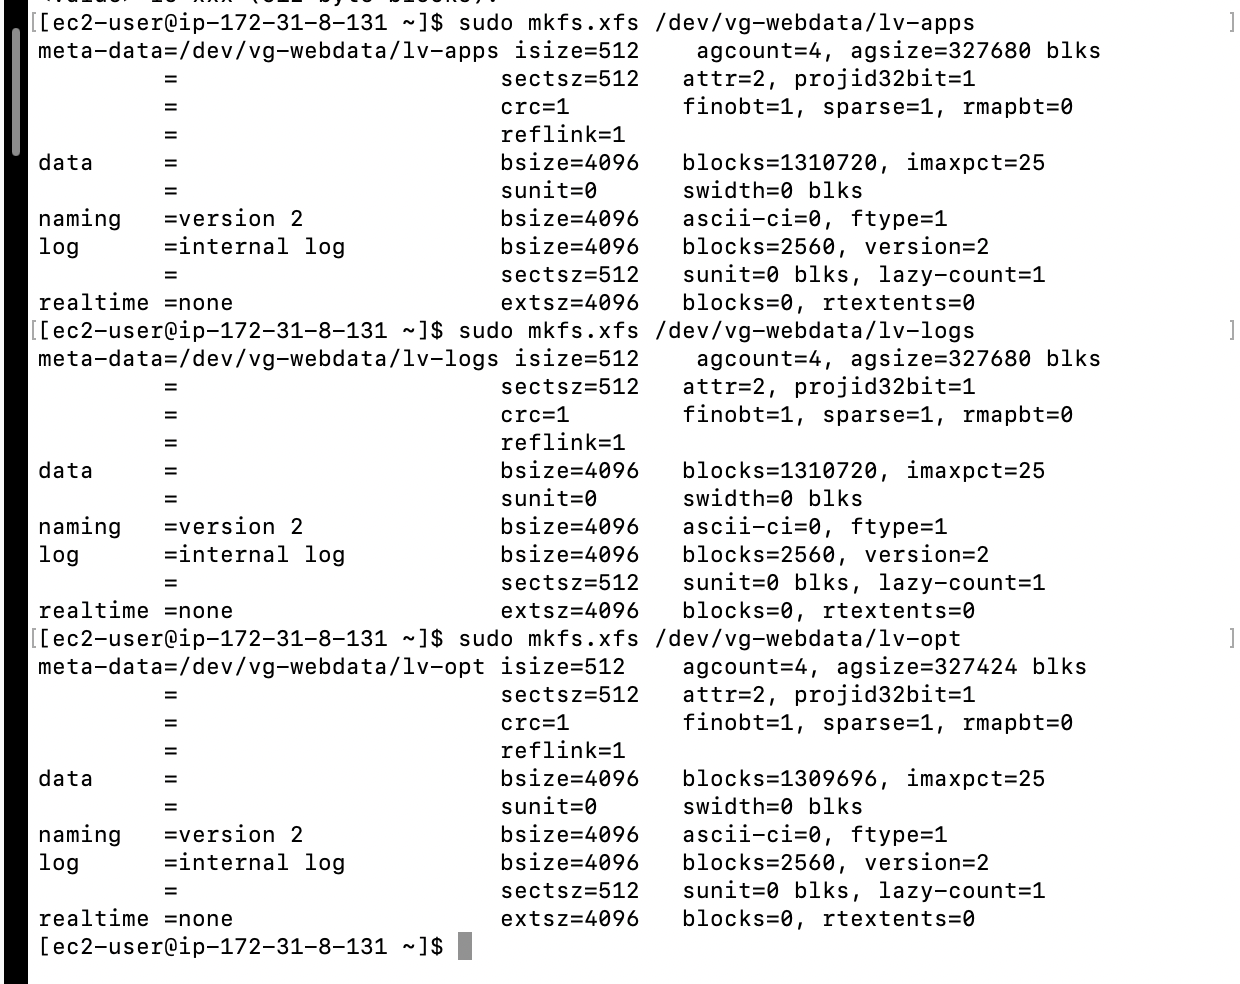 [[ec2-user@ip-172-31-8-131 ~]$ sudo mkfs.xfs /dev/vg-webdata/lv-apps ]
meta-data=/dev/vg-webdata/lv-apps isize=512    agcount=4, agsize=327680 blks
         =                       sectsz=512   attr=2, projid32bit=1
         =                       crc=1        finobt=1, sparse=1, rmapbt=0
         =                       reflink=1
data     =                       bsize=4096   blocks=1310720, imaxpct=25
         =                       sunit=0      swidth=0 blks
naming   =version 2              bsize=4096   ascii-ci=0, ftype=1
log      =internal log           bsize=4096   blocks=2560, version=2
         =                       sectsz=512   sunit=0 blks, lazy-count=1
realtime =none                   extsz=4096   blocks=0, rtextents=0
[[ec2-user@ip-172-31-8-131 ~]$ sudo mkfs.xfs /dev/vg-webdata/lv-logs ]
meta-data=/dev/vg-webdata/lv-logs isize=512    agcount=4, agsize=327680 blks
         =                       sectsz=512   attr=2, projid32bit=1
         =                       crc=1        finobt=1, sparse=1, rmapbt=0
         =                       reflink=1
data     =                       bsize=4096   blocks=1310720, imaxpct=25
         =                       sunit=0      swidth=0 blks
naming   =version 2              bsize=4096   ascii-ci=0, ftype=1
log      =internal log           bsize=4096   blocks=2560, version=2
         =                       sectsz=512   sunit=0 blks, lazy-count=1
realtime =none                   extsz=4096   blocks=0, rtextents=0
[[ec2-user@ip-172-31-8-131 ~]$ sudo mkfs.xfs /dev/vg-webdata/lv-opt ]
meta-data=/dev/vg-webdata/lv-opt isize=512    agcount=4, agsize=327424 blks
         =                       sectsz=512   attr=2, projid32bit=1
         =                       crc=1        finobt=1, sparse=1, rmapbt=0
         =                       reflink=1
data     =                       bsize=4096   blocks=1309696, imaxpct=25
         =                       sunit=0      swidth=0 blks
naming   =version 2              bsize=4096   ascii-ci=0, ftype=1
log      =internal log           bsize=4096   blocks=2560, version=2
         =                       sectsz=512   sunit=0 blks, lazy-count=1
realtime =none                   extsz=4096   blocks=0, rtextents=0
[ec2-user@ip-172-31-8-131 ~]$